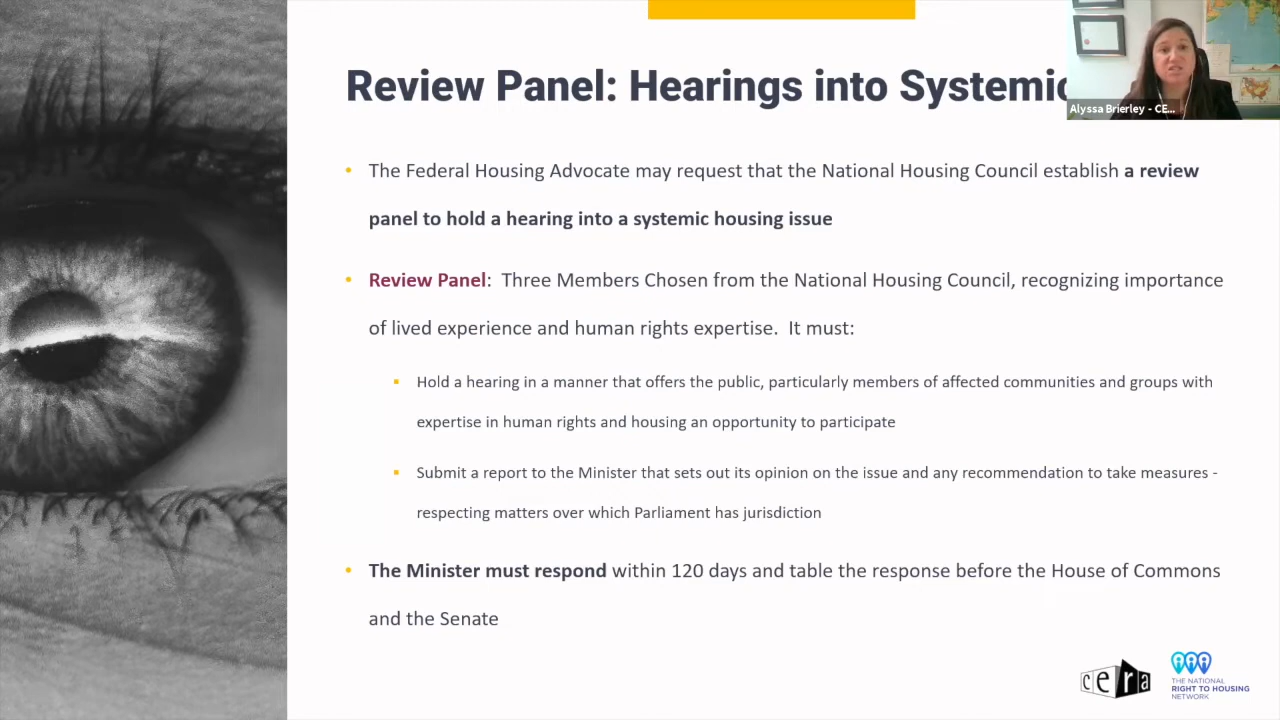 Review Panel: Hearings into Systemic
Alyssa Brierley - CE...
The Federal Housing Advocate may request that the National Housing Council establish a review
panel to hold a hearing into a systemic housing issue
Review Panel: Three Members Chosen from the National Housing Council, recognizing importance
of lived experience and human rights expertise. It must:
Hold a hearing in a manner that offers the public, particularly members of affected communities and groups with
expertise in human rights and housing an opportunity to participate
Submit a report to the Minister that sets out its opinion on the issue and any recommendation to take measures -
respecting matters over which Parliament has jurisdiction
The Minister must respond within 120 days and table the response before the House of Commons
and the Senate
cera
THE NATIONAL
RIGHT TO HOUSING
NETWORK